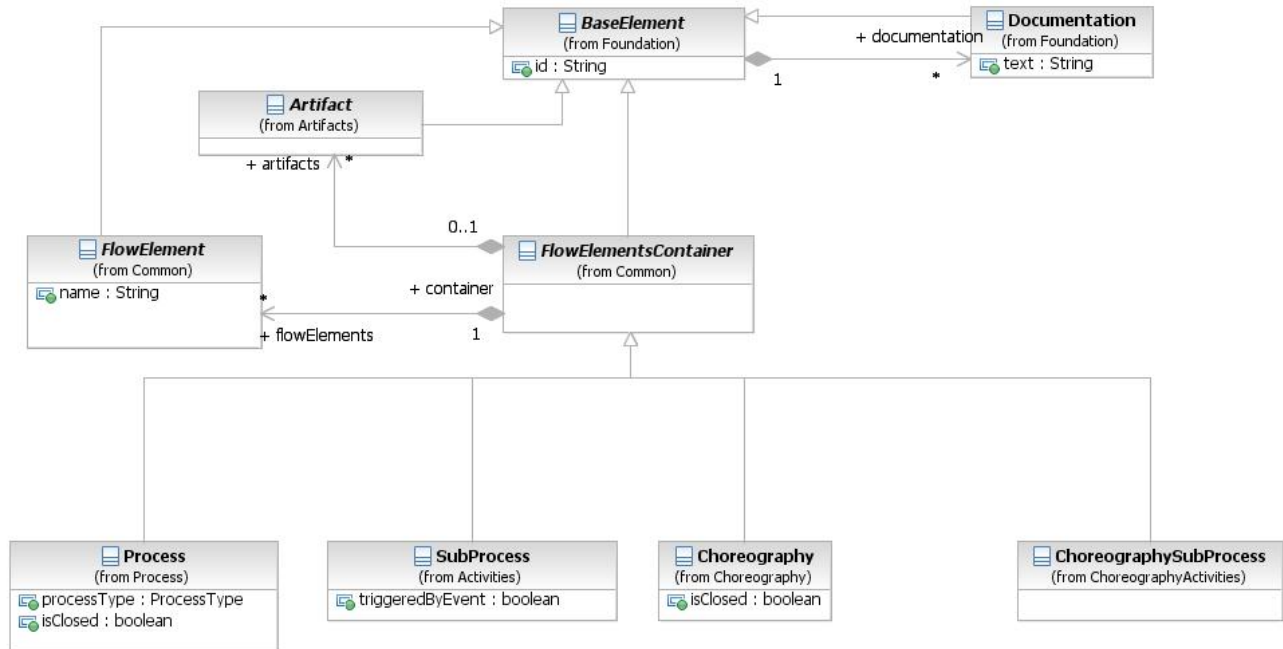 BaseElement
(from Foundation)
id : String
Documentation
(from Foundation)
text : String
+ documentation
1
*
Artifact
(from Artifacts)
+ artifacts
*
0..1
FlowElement
(from Common)
name : String
FlowElementsContainer
(from Common)
+ container
*
+ flowElements
1
Process
(from Process)
processType : ProcessType
isClosed : boolean
SubProcess
(from Activities)
triggeredByEvent : boolean
Choreography
(from Choreography)
isClosed : boolean
ChoreographySubProcess
(from ChoreographyActivities)